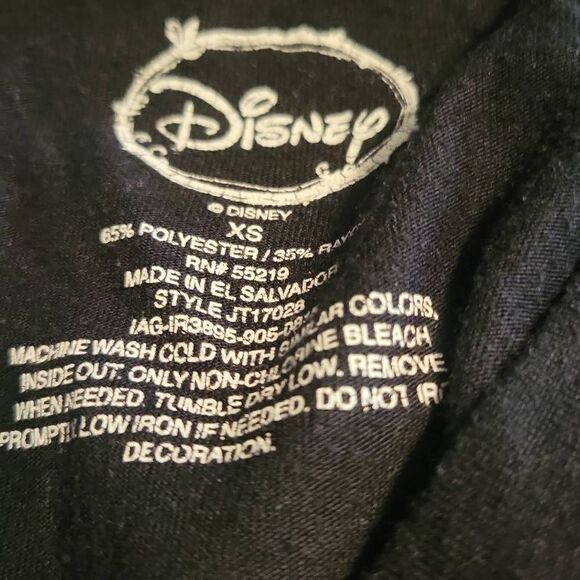 Disney
© DISNEY
XS
65% POLYESTER / 35%
RN# 55219
MADE IN EL SALVADOR
STYLE JT17028
MACHINE WASH COLD WITH SIMILAR COLORS.
INSIDE OUT. ONLY NON-CHLORINE BLEACH
WHEN NEEDED. TUMBLE DRY LOW. REMOVE
PROMPTLY LOW IRON IF NEEDED. DO NOT
DECORATION.